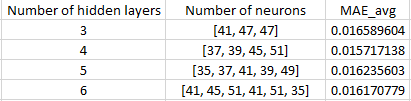 Number of hidden layers Number of neurons MAE_avg
3 [41, 47, 47] 0.016589604
4 [37, 39, 45, 51] 0.015717138
5 [35, 37, 41, 39, 49] 0.016235603
6 [41, 45, 51, 41, 51, 35] 0.016170779